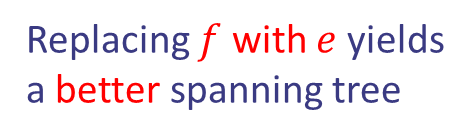 Replacing f with e yields
a better spanning tree